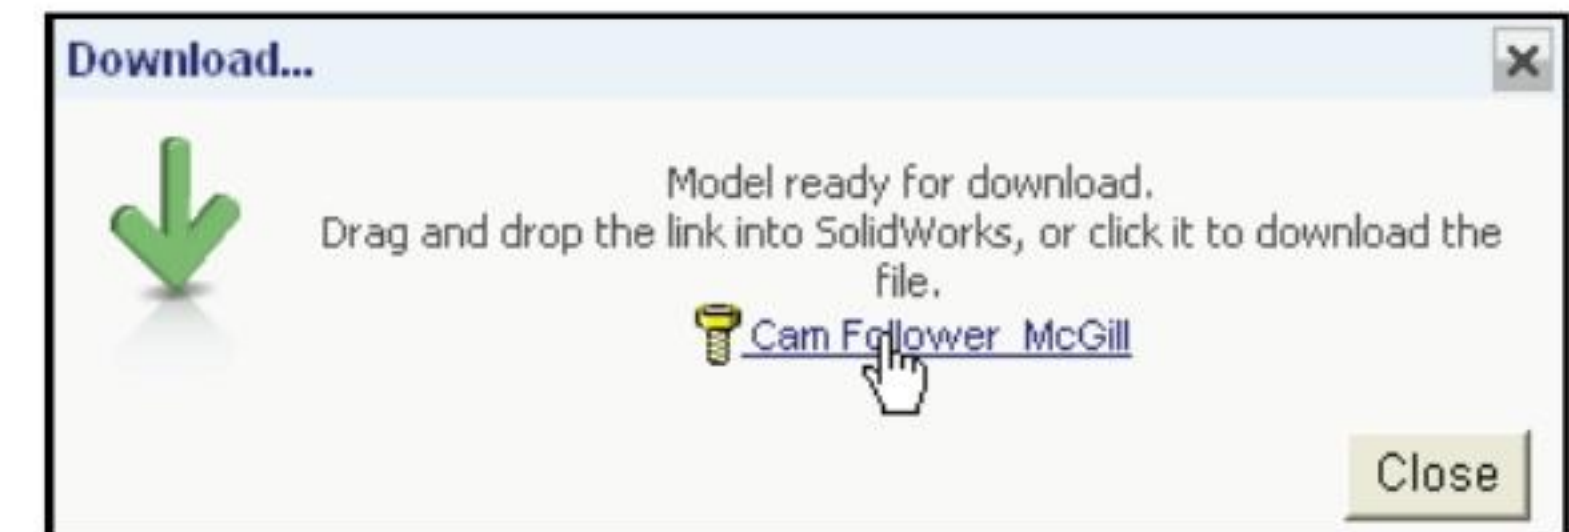 Download...
Model ready for download.
Drag and drop the link into SolidWorks, or click it to download the
file.
Cam Follower McGill
Close